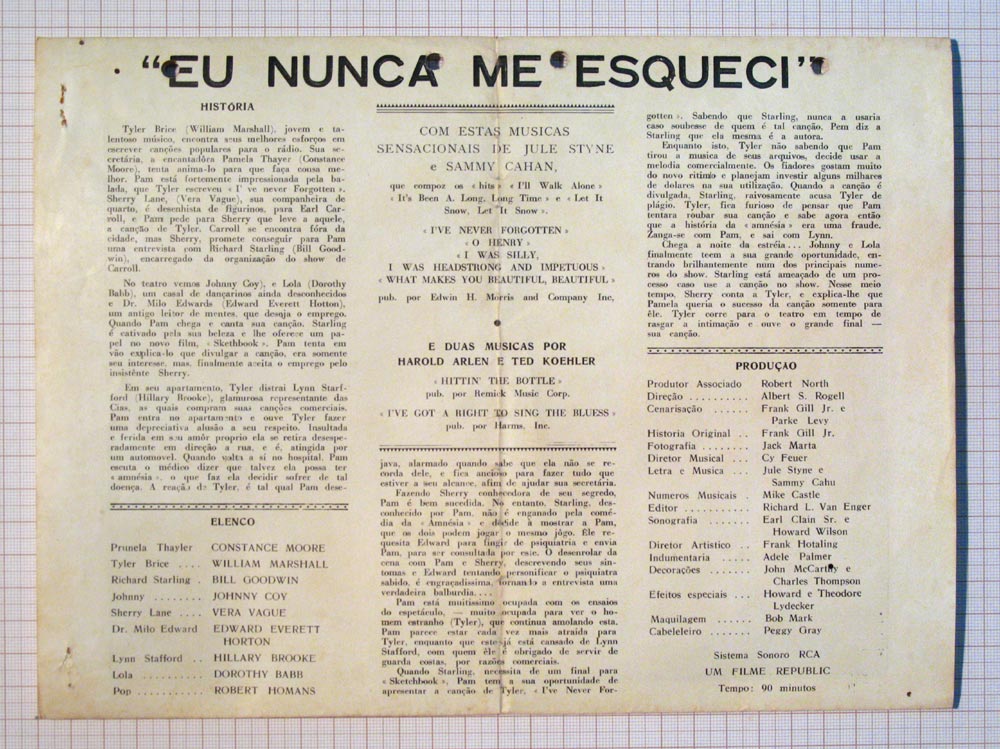 "EU NUNCA ME ESQUECI"
HISTÓRIA
Tyler Brice (William Marshall), jovem e ta-
lentoso músico, encontra seus melhores esforços em
escrever canções populares para o rádio. Sua se-
cretária, a encantadôra Pamela Thayer (Constance
Moore), tenta anima-lo para que faça cousa me-
lhor. Pam está fortemente impressionada pela ba-
lada, que Tyler escreveu « I' ve never Forgotten ».
Sherry Lane, (Vera Vague), sua companheira de
quarto, é desenhista de figurinos, para Earl Car-
roll, e Pam pede para Sherry que leve a aquele,
a canção de Tyler. Carroll se encontra fóra da
cidade, mas Sherry, promete conseguir para Pam
uma entrevista com Richard Starling (Bill Good-
win), encarregado da organização do show de
Carroll.
No teatro vemos Johnny Coy), e Lola (Dorothy
Babb), um casal de dançarinos ainda desconhecidos
e Dr. Milo Edwards (Edward Everett Hotton),
um antigo leitor de mentes, que desoja o emprego.
Quando Pam chega e canta sua canção, Starling
é cativado pela sua beleza e lhe oferece um pa-
pel no novo film, « Skethbook ». Pam tenta em
vão explica-lo que divulgar a canção, era somente
seu interesse, mas, finalmente aceita o emprego pelo
insistênte Sherry.
Em seu apartamento, Tyler distrai Lynn Starf-
ford (Hillary Brooke), glamurosa representante das
Cias, as quais compram suas canções comerciais.
Pam entra no apartamento e ouve Tyler fazer
uma depreciativa alusão a seu respeito. Insultada
e ferida em seu amôr proprio ela se retira desespe-
radamente em direção a rua, e é, atingida por
um automovel. Quando volta a si no hospital, Pam
escuta o médico dizer que talvez ela possa ter
« amnésia », o que faz ela decidir sofrer de tal
doença. A reação de Tyler, é tal qual Pam dese-
ELENCO
Prunela Thayler CONSTANCE MOORE
Tyler Brice .... WILLIAM MARSHALL
Richard Starling . BILL GOODWIN
Johnny ........ JOHNNY COY
Sherry Lane .... VERA VAGUE
Dr. Milo Edward EDWARD EVERETT
HORTON
Lynn Stafford .. HILLARY BROOKE
Lola .......... DOROTHY BABB
Pop .......... ROBERT HOMANS
COM ESTAS MUSICAS
SENSACIONAIS DE JULE STYNE
e SAMMY CAHAN,
que compoz os « hits » « I'll Walk Alone »
« It's Been A. Long, Long Time » e « Let It
Snow, Let It Snow ».
« I'VE NEVER FORGOTTEN »
« O HENRY »
« I WAS SILLY,
I WAS HEADSTRONG AND IMPETUOUS »
« WHAT MAKES YOU BEAUTIFUL, BEAUTIFUL »
pub. por Edwin H. Morris and Company Inc,
E DUAS MUSICAS POR
HAROLD ARLEN E TED KOEHLER
« HITTIN' THE BOTTLE »
pub. por Remick Music Corp.
« I'VE GOT A RIGHT TO SING THE BLUESS »
pub. por Harms, Inc.
java, alarmado quando sabe que ela não se re-
corda dele, e fica ancioso para fazer tudo que
estiver a seu alcance, afim de ajudar sua secretária.
Fazendo Sherry conhecedora de seu segredo,
Pam é bem sucedida. No entanto, Starling, des-
conhecido por Pam, não é enganado pela comé-
dia da « Amnésia » e decide à mostrar a Pam,
que os dois podem jogar o mesmo jôgo. Êle re-
quesita Edward para fingir de psiquiatria e envia
Pam, para ser consultada por este. O desenrolar da
cena com Pam e Sherry, descrevendo seus sin-
tomas e Edward tentando personificar o psiquiatra
sabido, é engraçadissima, tornando a entrevista uma
verdadeira balburdia....
Pam está muitissimo ocupada com os ensaios
do espetáculo, — muito ocupada para ver o ho-
mem estranho (Tyler), que continua amolando esta.
Pam parece estar cada vez mais atraida para
Tyler, enquanto que este já está cansado de Lynn
Stafford, com quem êle é obrigado de servir de
guarda costas, por razões comerciais.
Quando Starling, necessita de um final para
« Sketchbook », Pam tem a sua oportunidade de
apresentar a canção de Tyler, « I've Never For-
gotten ». Sabendo que Starling, nunca a usaria
caso soubesse de quem é tal canção, Pem diz a
Starling que ela mesma é a autora.
Enquanto isto, Tyler não sabendo que Pam
tirou a musica de seus arquivos, decide usar a
melodia comercialmente. Os fiadores gostam muito
do novo ritimio e planejam investir alguns milhares
de dolares na sua utilização. Quando a canção é
divulgada, Starling, raivosamente acusa Tyler de
plágio. Tyler, fica furioso de pensar que Pam
tentara roubar sua canção e sabe agora então
que a história da « amnésia » era uma fraude.
Zanga-se com Pam, e sai com Lynn.
Chega a noite da estréia... Johnny e Lola
finalmente teem a sua grande oportunidade, en-
trando brilhantemente num dos principais nume-
ros do show. Starling está ameaçado de um pro-
cesso caso use a canção no show. Nesse meio
tempo, Sherry conta a Tyler, e explica-lhe que
Pamela queria o sucesso da canção somente para
êle. Tyler corre para o teatro em tempo de
rasgar a intimação e ouve o grande final —
sua canção.
PRODUÇAO
Produtor Associado Robert North
Direção .......... Albert S. Rogell
Cenarisação ...... Frank Gill Jr. e
Parke Levy
Historia Original .. Frank Gill Jr.
Fotografia ........ Jack Marta
Diretor Musical ... Cy Feuer
Letra e Musica ... Jule Styne e
Sammy Cahu
Numeros Musicais . Mike Castle
Editor ........... Richard L. Van Enger
Sonografia ....... Earl Clain Sr. e
Howard Wilson
Diretor Artistico .. Frank Hotaling
Indumentaria ..... Adele Palmer
Decorações ....... John McCarthy e
Charles Thompson
Efeitos especiais ... Howard e Theodore
Lydecker
Maquilagem ...... Bob Mark
Cabeleleiro ....... Peggy Gray
Sistema Sonoro RCA
UM FILME REPUBLIC
Tempo: 90 minutos